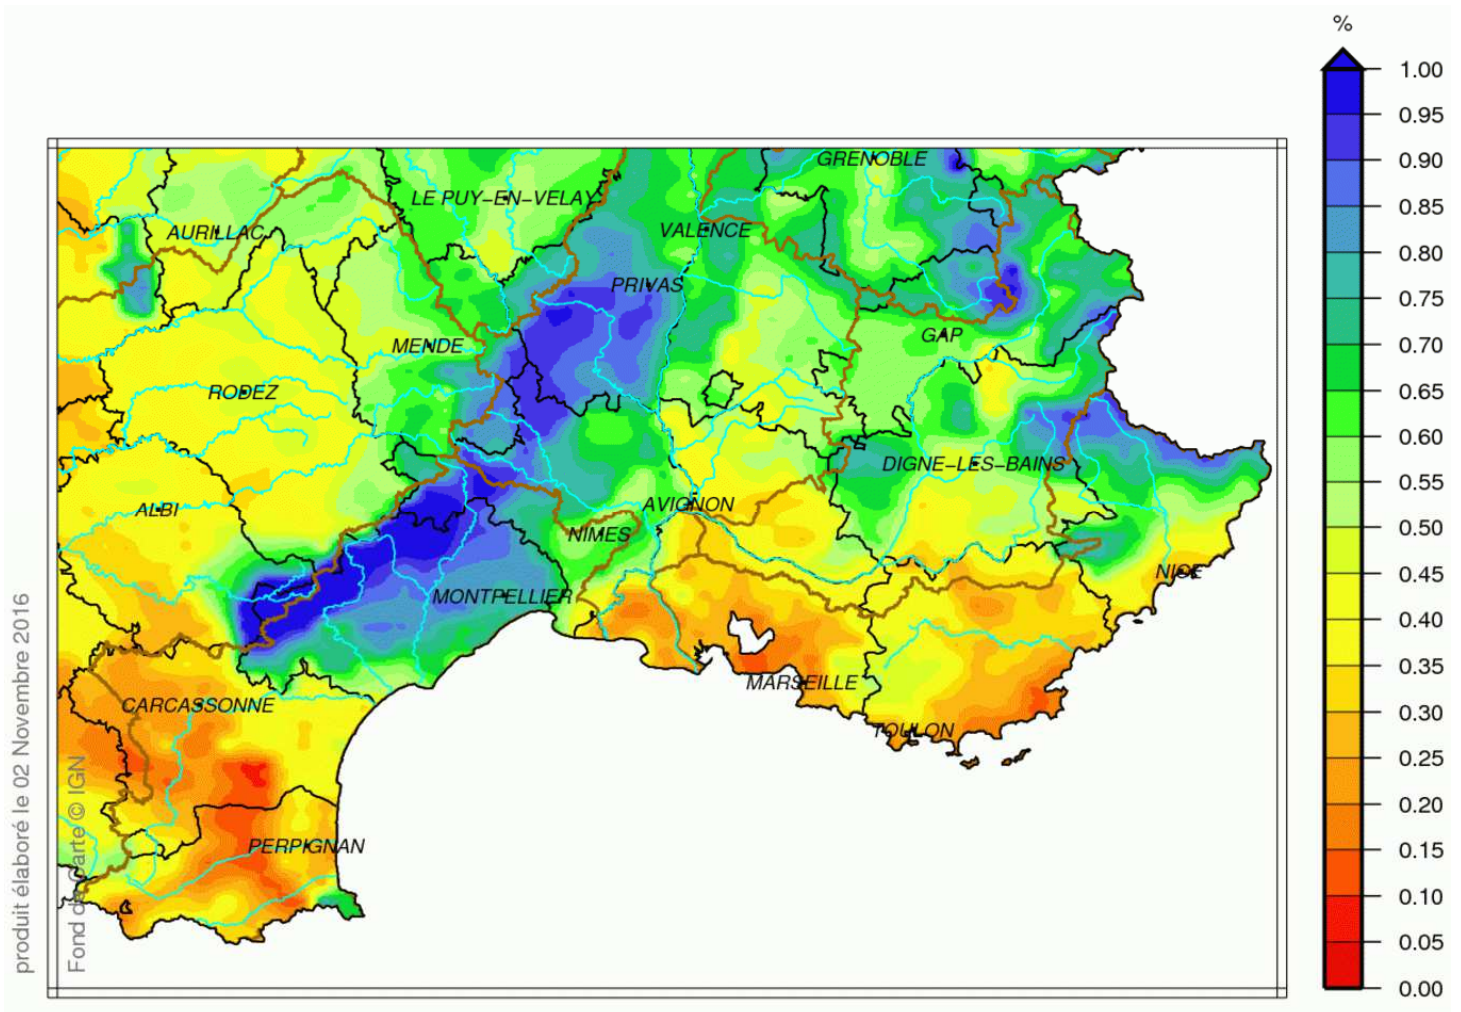 %
1.00
0.95
0.90
0.85
0.80
0.75
0.70
0.65
0.60
0.55
0.50
0.45
0.40
0.35
0.30
0.25
0.20
0.15
0.10
0.05
0.00
GRENOBLE
LE PUY-EN-VELAY
AURILLAC
VALENCE
PRIVAS
GAP
MENDE
RODEZ
DIGNE-LES-BAINS
ALBI
AVIGNON
NIMES
NICE
MONTPELLIER
MARSEILLE
CARCASSONNE
TOULON
PERPIGNAN
produit élaboré le 02 Novembre 2016
Fond de Carte © IGN